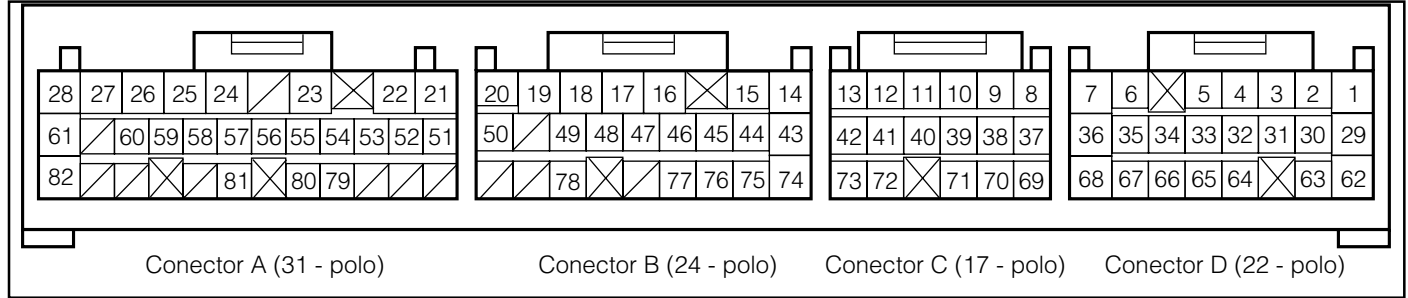 28 27 26 25 24 23 22 21 20 19 18 17 16 15 14 13 12 11 10 9 8 7 6 5 4 3 2 1
61 60 59 58 57 56 55 54 53 52 51 50 49 48 47 46 45 44 43 42 41 40 39 38 37 36 35 34 33 32 31 30 29
82 81 80 79 78 77 76 75 74 73 72 71 70 69 68 67 66 65 64 63 62
Conector A (31 - polo) Conector B (24 - polo) Conector C (17 - polo) Conector D (22 - polo)